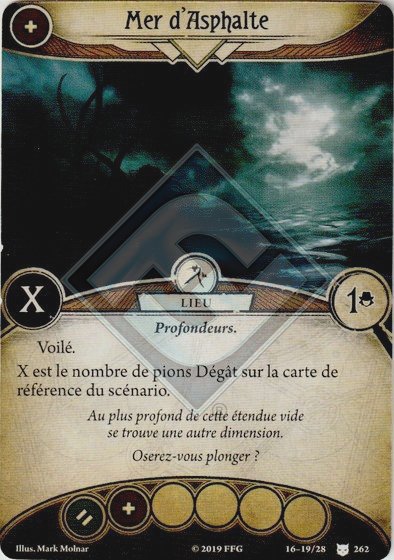 Mer d'Asphalte
X
1
LIEU
Profondeurs.
Voilé.
X est le nombre de pions Dégât sur la carte de
référence du scénario.
Au plus profond de cette étendue vide
se trouve une autre dimension.
Oserez-vous plonger ?
Illus. Mark Molnar
© 2019 FFG
16–19/28
262